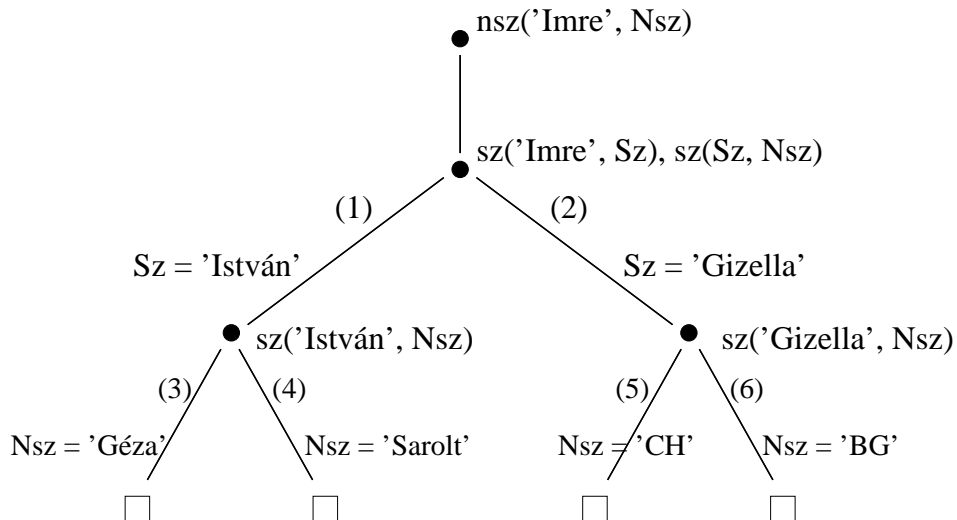 nsz('Imre', Nsz)
sz('Imre', Sz), sz(Sz, Nsz)
(1)
(2)
Sz = ’István’
Sz = ’Gizella’
sz(’István’, Nsz)
sz(’Gizella’, Nsz)
(3)
(4)
(5)
(6)
Nsz = ’Géza’
Nsz = ’Sarolt’
Nsz = ’CH’
Nsz = ’BG’